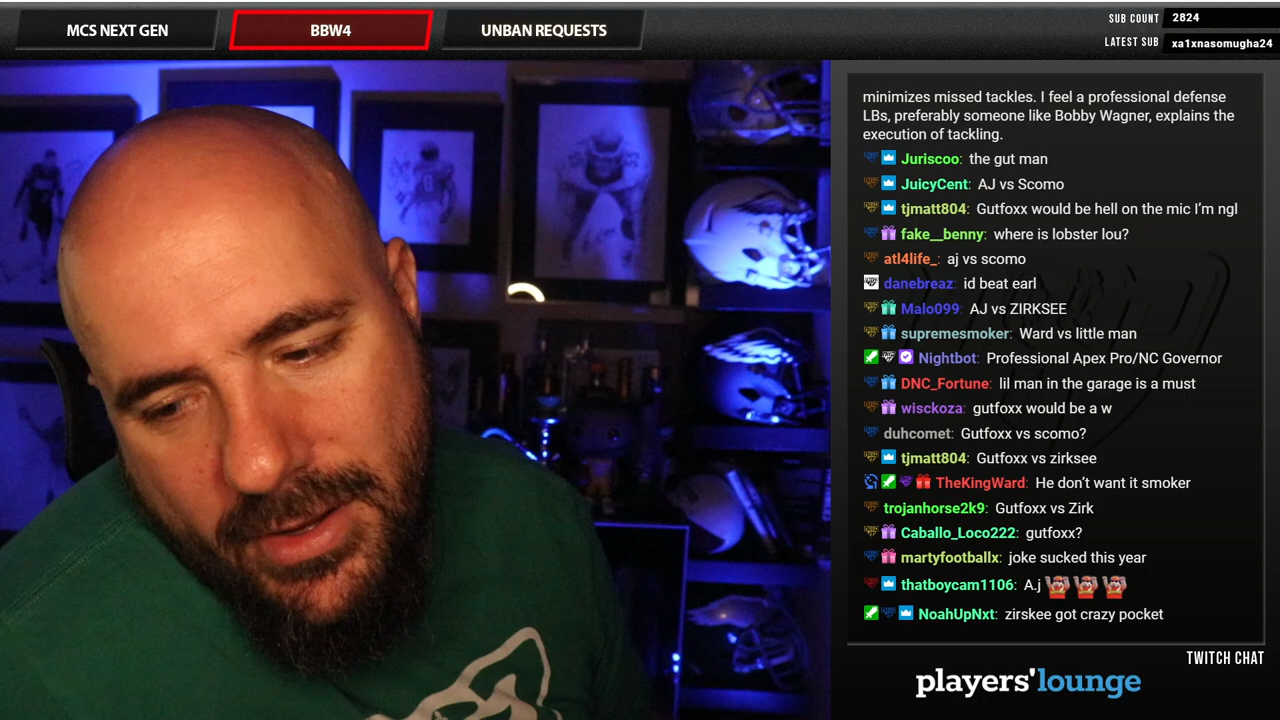 MCS NEXT GEN
BBW4
UNBAN REQUESTS
SUB COUNT 2824
LATEST SUB xa1xnasomugha24
minimizes missed tackles. I feel a professional defense
LBs, preferably someone like Bobby Wagner, explains the
execution of tackling.
Juriscoo: the gut man
JuicyCent: AJ vs Scomo
tjmatt804: Gutfoxx would be hell on the mic I'm ngl
fake__benny: where is lobster lou?
atl4life_: aj vs scomo
danebreaz: id beat earl
Malo099: AJ vs ZIRKSEE
supremesmoker: Ward vs little man
Nightbot: Professional Apex Pro/NC Governor
DNC_Fortune: lil man in the garage is a must
wisckoza: gutfoxx would be a w
duhcomet: Gutfoxx vs scomo?
tjmatt804: Gutfoxx vs zirksee
TheKingWard: He don't want it smoker
trojanhorse2k9: Gutfoxx vs Zirk
Caballo_Loco222: gutfoxx?
martyfootballx: joke sucked this year
thatboycam1106: A.j
NoahUpNxt: zirskee got crazy pocket
TWITCH CHAT
players'lounge